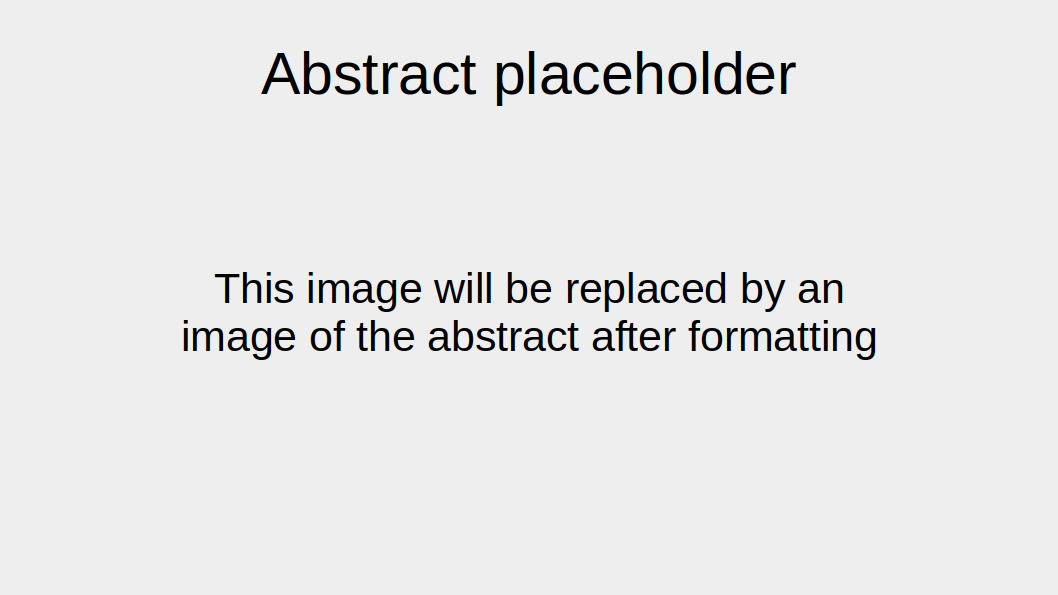 Abstract placeholder
This image will be replaced by an
image of the abstract after formatting